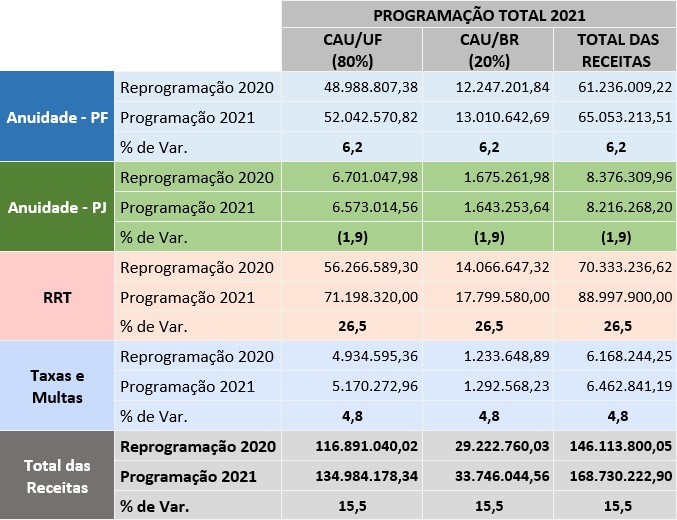 PROGRAMAÇÃO TOTAL 2021
CAU/UF (80%) CAU/BR (20%) TOTAL DAS RECEITAS
Anuidade - PF
Reprogramação 2020 48.988.807,38 12.247.201,84 61.236.009,22
Programação 2021 52.042.570,82 13.010.642,69 65.053.213,51
% de Var. 6,2 6,2 6,2
Anuidade - PJ
Reprogramação 2020 6.701.047,98 1.675.261,98 8.376.309,96
Programação 2021 6.573.014,56 1.643.253,64 8.216.268,20
% de Var. (1,9) (1,9) (1,9)
RRT
Reprogramação 2020 56.266.589,30 14.066.647,32 70.333.236,62
Programação 2021 71.198.320,00 17.799.580,00 88.997.900,00
% de Var. 26,5 26,5 26,5
Taxas e Multas
Reprogramação 2020 4.934.595,36 1.233.648,89 6.168.244,25
Programação 2021 5.170.272,96 1.292.568,23 6.462.841,19
% de Var. 4,8 4,8 4,8
Total das Receitas
Reprogramação 2020 116.891.040,02 29.222.760,03 146.113.800,05
Programação 2021 134.984.178,34 33.746.044,56 168.730.222,90
% de Var. 15,5 15,5 15,5